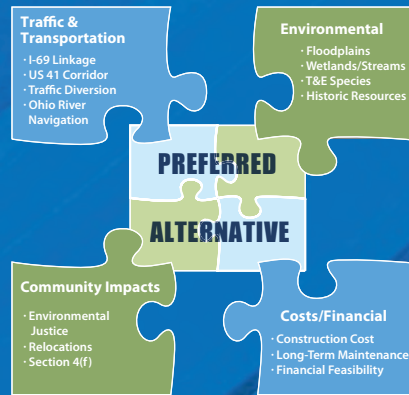 Traffic &
Transportation
· I-69 Linkage
· US 41 Corridor
· Traffic Diversion
· Ohio River
Navigation
Environmental
· Floodplains
· Wetlands/Streams
· T&E Species
· Historic Resources
PREFERRED
ALTERNATIVE
Community Impacts
· Environmental
Justice
· Relocations
· Section 4(f)
Costs/Financial
· Construction Cost
· Long-Term Maintenance
· Financial Feasibility